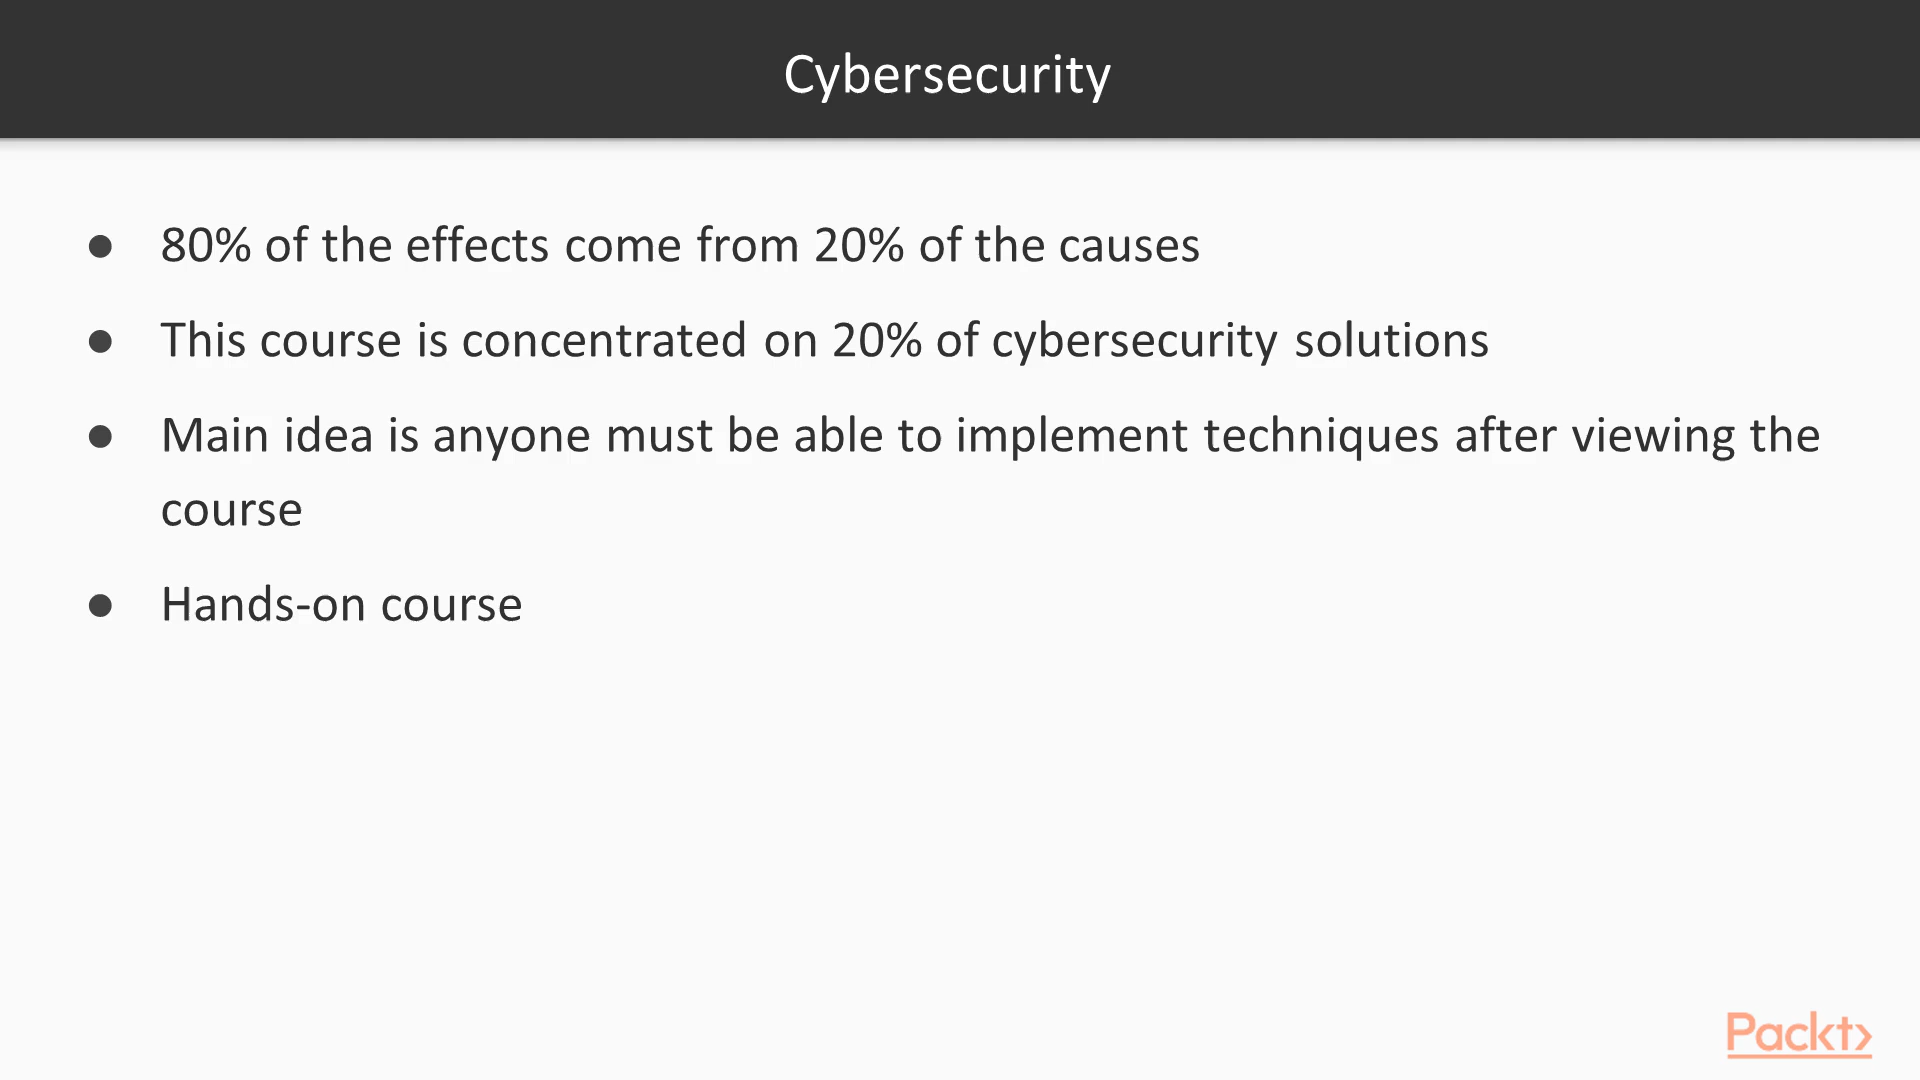 Cybersecurity
● 80% of the effects come from 20% of the causes
● This course is concentrated on 20% of cybersecurity solutions
● Main idea is anyone must be able to implement techniques after viewing the
course
● Hands-on course
Packt>